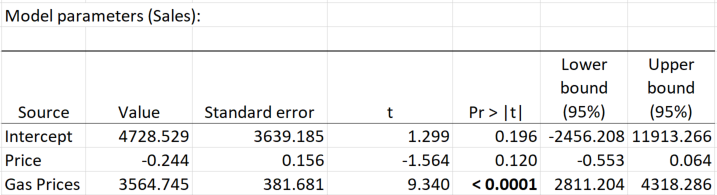 Model parameters (Sales):
Source Value Standard error t Pr > |t| Lower bound (95%) Upper bound (95%)
Intercept 4728.529 3639.185 1.299 0.196 -2456.208 11913.266
Price -0.244 0.156 -1.564 0.120 -0.553 0.064
Gas Prices 3564.745 381.681 9.340 < 0.0001 2811.204 4318.286